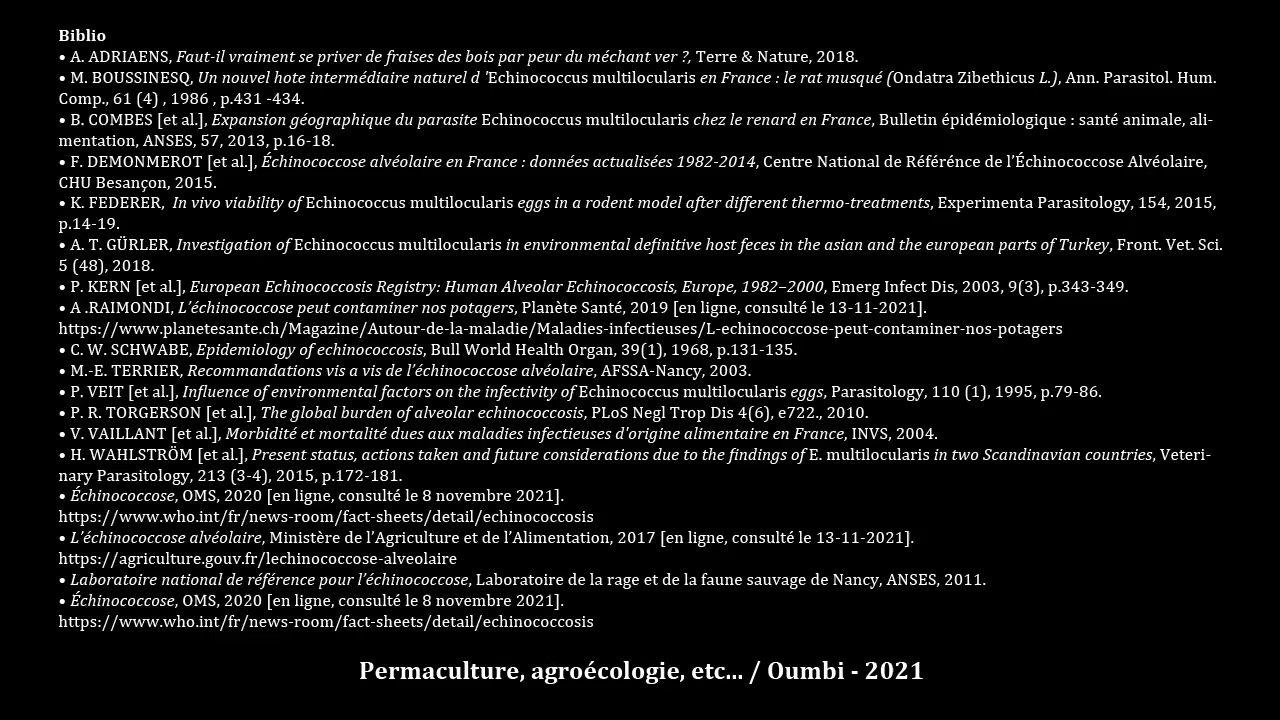 Biblio
• A. ADRIAENS, Faut-il vraiment se priver de fraises des bois par peur du méchant ver ?, Terre & Nature, 2018.
• M. BOUSSINESQ, Un nouvel hote intermédiaire naturel d 'Echinococcus multilocularis en France : le rat musqué (Ondatra Zibethicus L.), Ann. Parasitol. Hum.
Comp., 61 (4) , 1986 , p.431 -434.
• B. COMBES [et al.], Expansion géographique du parasite Echinococcus multilocularis chez le renard en France, Bulletin épidémiologique : santé animale, ali-
mentation, ANSES, 57, 2013, p.16-18.
• F. DEMONMEROT [et al.], Échinococcose alvéolaire en France : données actualisées 1982-2014, Centre National de Référénce de l’Échinococcose Alvéolaire,
CHU Besançon, 2015.
• K. FEDERER, In vivo viability of Echinococcus multilocularis eggs in a rodent model after different thermo-treatments, Experimenta Parasitology, 154, 2015,
p.14-19.
• A. T. GÜRLER, Investigation of Echinococcus multilocularis in environmental definitive host feces in the asian and the european parts of Turkey, Front. Vet. Sci.
5 (48), 2018.
• P. KERN [et al.], European Echinococcosis Registry: Human Alveolar Echinococcosis, Europe, 1982–2000, Emerg Infect Dis, 2003, 9(3), p.343-349.
• A .RAIMONDI, L’échinococcose peut contaminer nos potagers, Planète Santé, 2019 [en ligne, consulté le 13-11-2021].
https://www.planetesante.ch/Magazine/Autour-de-la-maladie/Maladies-infectieuses/L-echinococcose-peut-contaminer-nos-potagers
• C. W. SCHWABE, Epidemiology of echinococcosis, Bull World Health Organ, 39(1), 1968, p.131-135.
• M.-E. TERRIER, Recommandations vis a vis de l’échinococcose alvéolaire, AFSSA-Nancy, 2003.
• P. VEIT [et al.], Influence of environmental factors on the infectivity of Echinococcus multilocularis eggs, Parasitology, 110 (1), 1995, p.79-86.
• P. R. TORGERSON [et al.], The global burden of alveolar echinococcosis, PLoS Negl Trop Dis 4(6), e722., 2010.
• V. VAILLANT [et al.], Morbidité et mortalité dues aux maladies infectieuses d'origine alimentaire en France, INVS, 2004.
• H. WAHLSTRÖM [et al.], Present status, actions taken and future considerations due to the findings of E. multilocularis in two Scandinavian countries, Veteri-
nary Parasitology, 213 (3-4), 2015, p.172-181.
• Échinococcose, OMS, 2020 [en ligne, consulté le 8 novembre 2021].
https://www.who.int/fr/news-room/fact-sheets/detail/echinococcosis
• L’échinococcose alvéolaire, Ministère de l’Agriculture et de l’Alimentation, 2017 [en ligne, consulté le 13-11-2021].
https://agriculture.gouv.fr/lechinococcose-alveolaire
• Laboratoire national de référence pour l’échinococcose, Laboratoire de la rage et de la faune sauvage de Nancy, ANSES, 2011.
• Échinococcose, OMS, 2020 [en ligne, consulté le 8 novembre 2021].
https://www.who.int/fr/news-room/fact-sheets/detail/echinococcosis
Permaculture, agroécologie, etc... / Oumbi - 2021